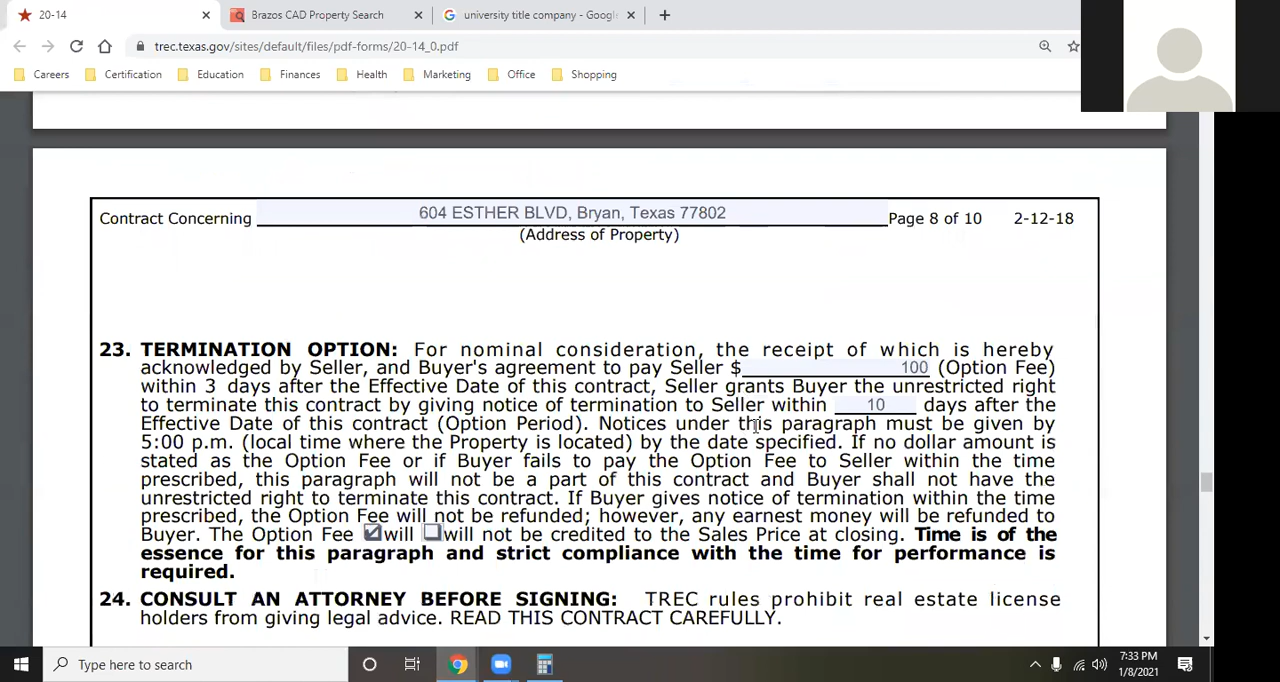 20-14
Brazos CAD Property Search
university title company - Googl
trec.texas.gov/sites/default/files/pdf-forms/20-14_0.pdf
Careers
Certification
Education
Finances
Health
Marketing
Office
Shopping
Contract Concerning 604 ESTHER BLVD, Bryan, Texas 77802 Page 8 of 10 2-12-18
(Address of Property)
23. TERMINATION OPTION: For nominal consideration, the receipt of which is hereby
acknowledged by Seller, and Buyer's agreement to pay Seller $ 100 (Option Fee)
within 3 days after the Effective Date of this contract, Seller grants Buyer the unrestricted right
to terminate this contract by giving notice of termination to Seller within 10 days after the
Effective Date of this contract (Option Period). Notices under this paragraph must be given by
5:00 p.m. (local time where the Property is located) by the date specified. If no dollar amount is
stated as the Option Fee or if Buyer fails to pay the Option Fee to Seller within the time
prescribed, this paragraph will not be a part of this contract and Buyer shall not have the
unrestricted right to terminate this contract. If Buyer gives notice of termination within the time
prescribed, the Option Fee will not be refunded; however, any earnest money will be refunded to
Buyer. The Option Fee will will not be credited to the Sales Price at closing. Time is of the
essence for this paragraph and strict compliance with the time for performance is
required.
24. CONSULT AN ATTORNEY BEFORE SIGNING: TREC rules prohibit real estate license
holders from giving legal advice. READ THIS CONTRACT CAREFULLY.
Type here to search
7:33 PM
1/8/2021